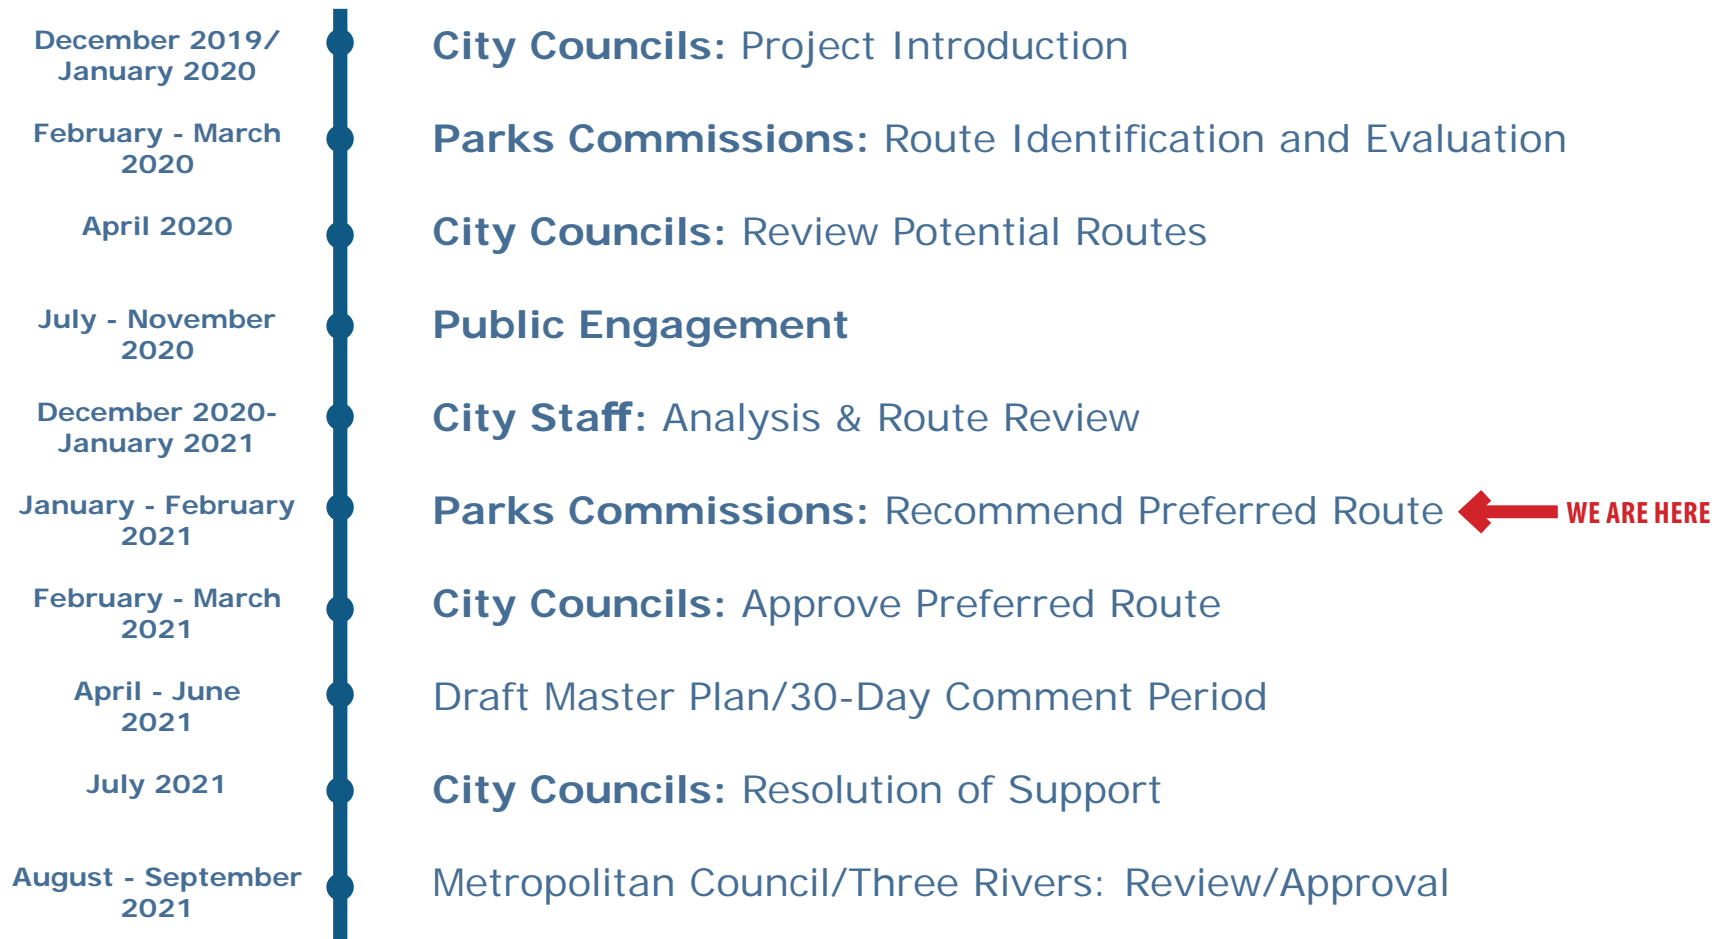 December 2019/
January 2020
City Councils: Project Introduction
February - March
2020
Parks Commissions: Route Identification and Evaluation
April 2020
City Councils: Review Potential Routes
July - November
2020
Public Engagement
December 2020-
January 2021
City Staff: Analysis & Route Review
January - February
2021
Parks Commissions: Recommend Preferred Route
WE ARE HERE
February - March
2021
City Councils: Approve Preferred Route
April - June
2021
Draft Master Plan/30-Day Comment Period
July 2021
City Councils: Resolution of Support
August - September
2021
Metropolitan Council/Three Rivers: Review/Approval